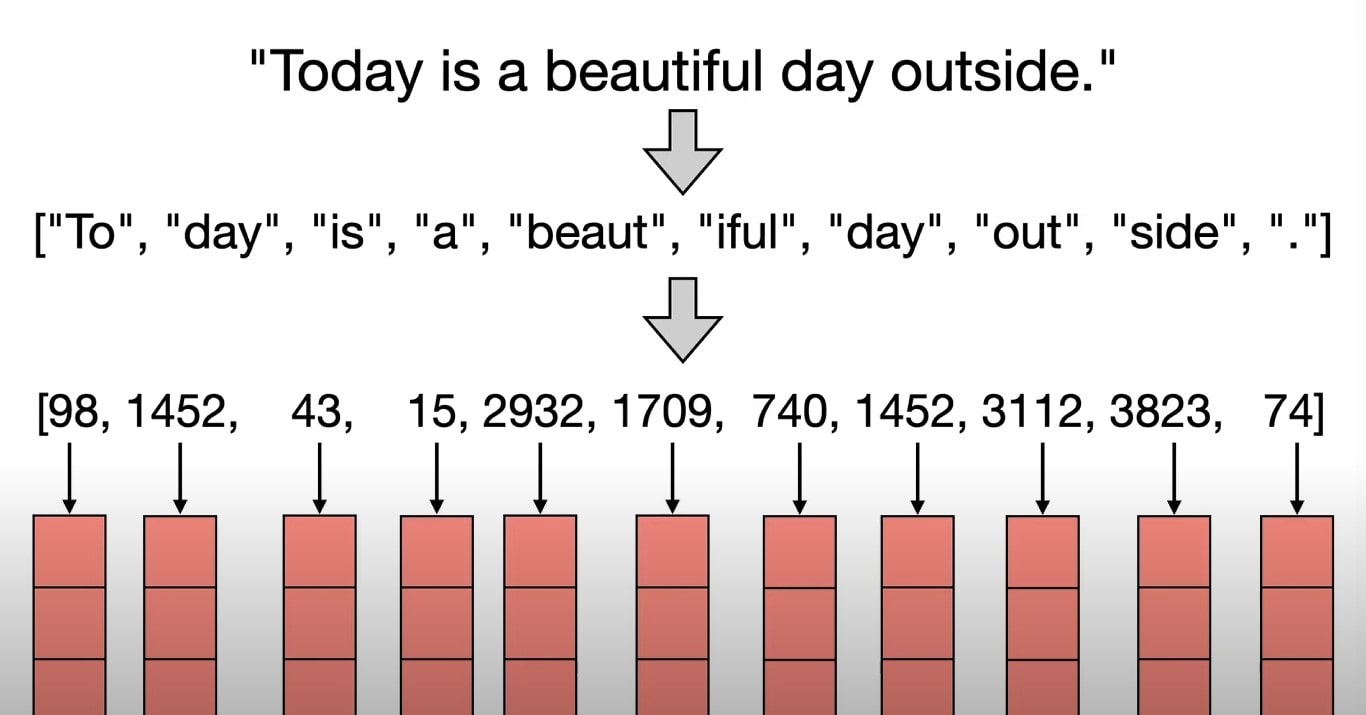 "Today is a beautiful day outside."
["To", "day", "is", "a", "beaut", "iful", "day", "out", "side", "."]
[98, 1452, 43, 15, 2932, 1709, 740, 1452, 3112, 3823, 74]